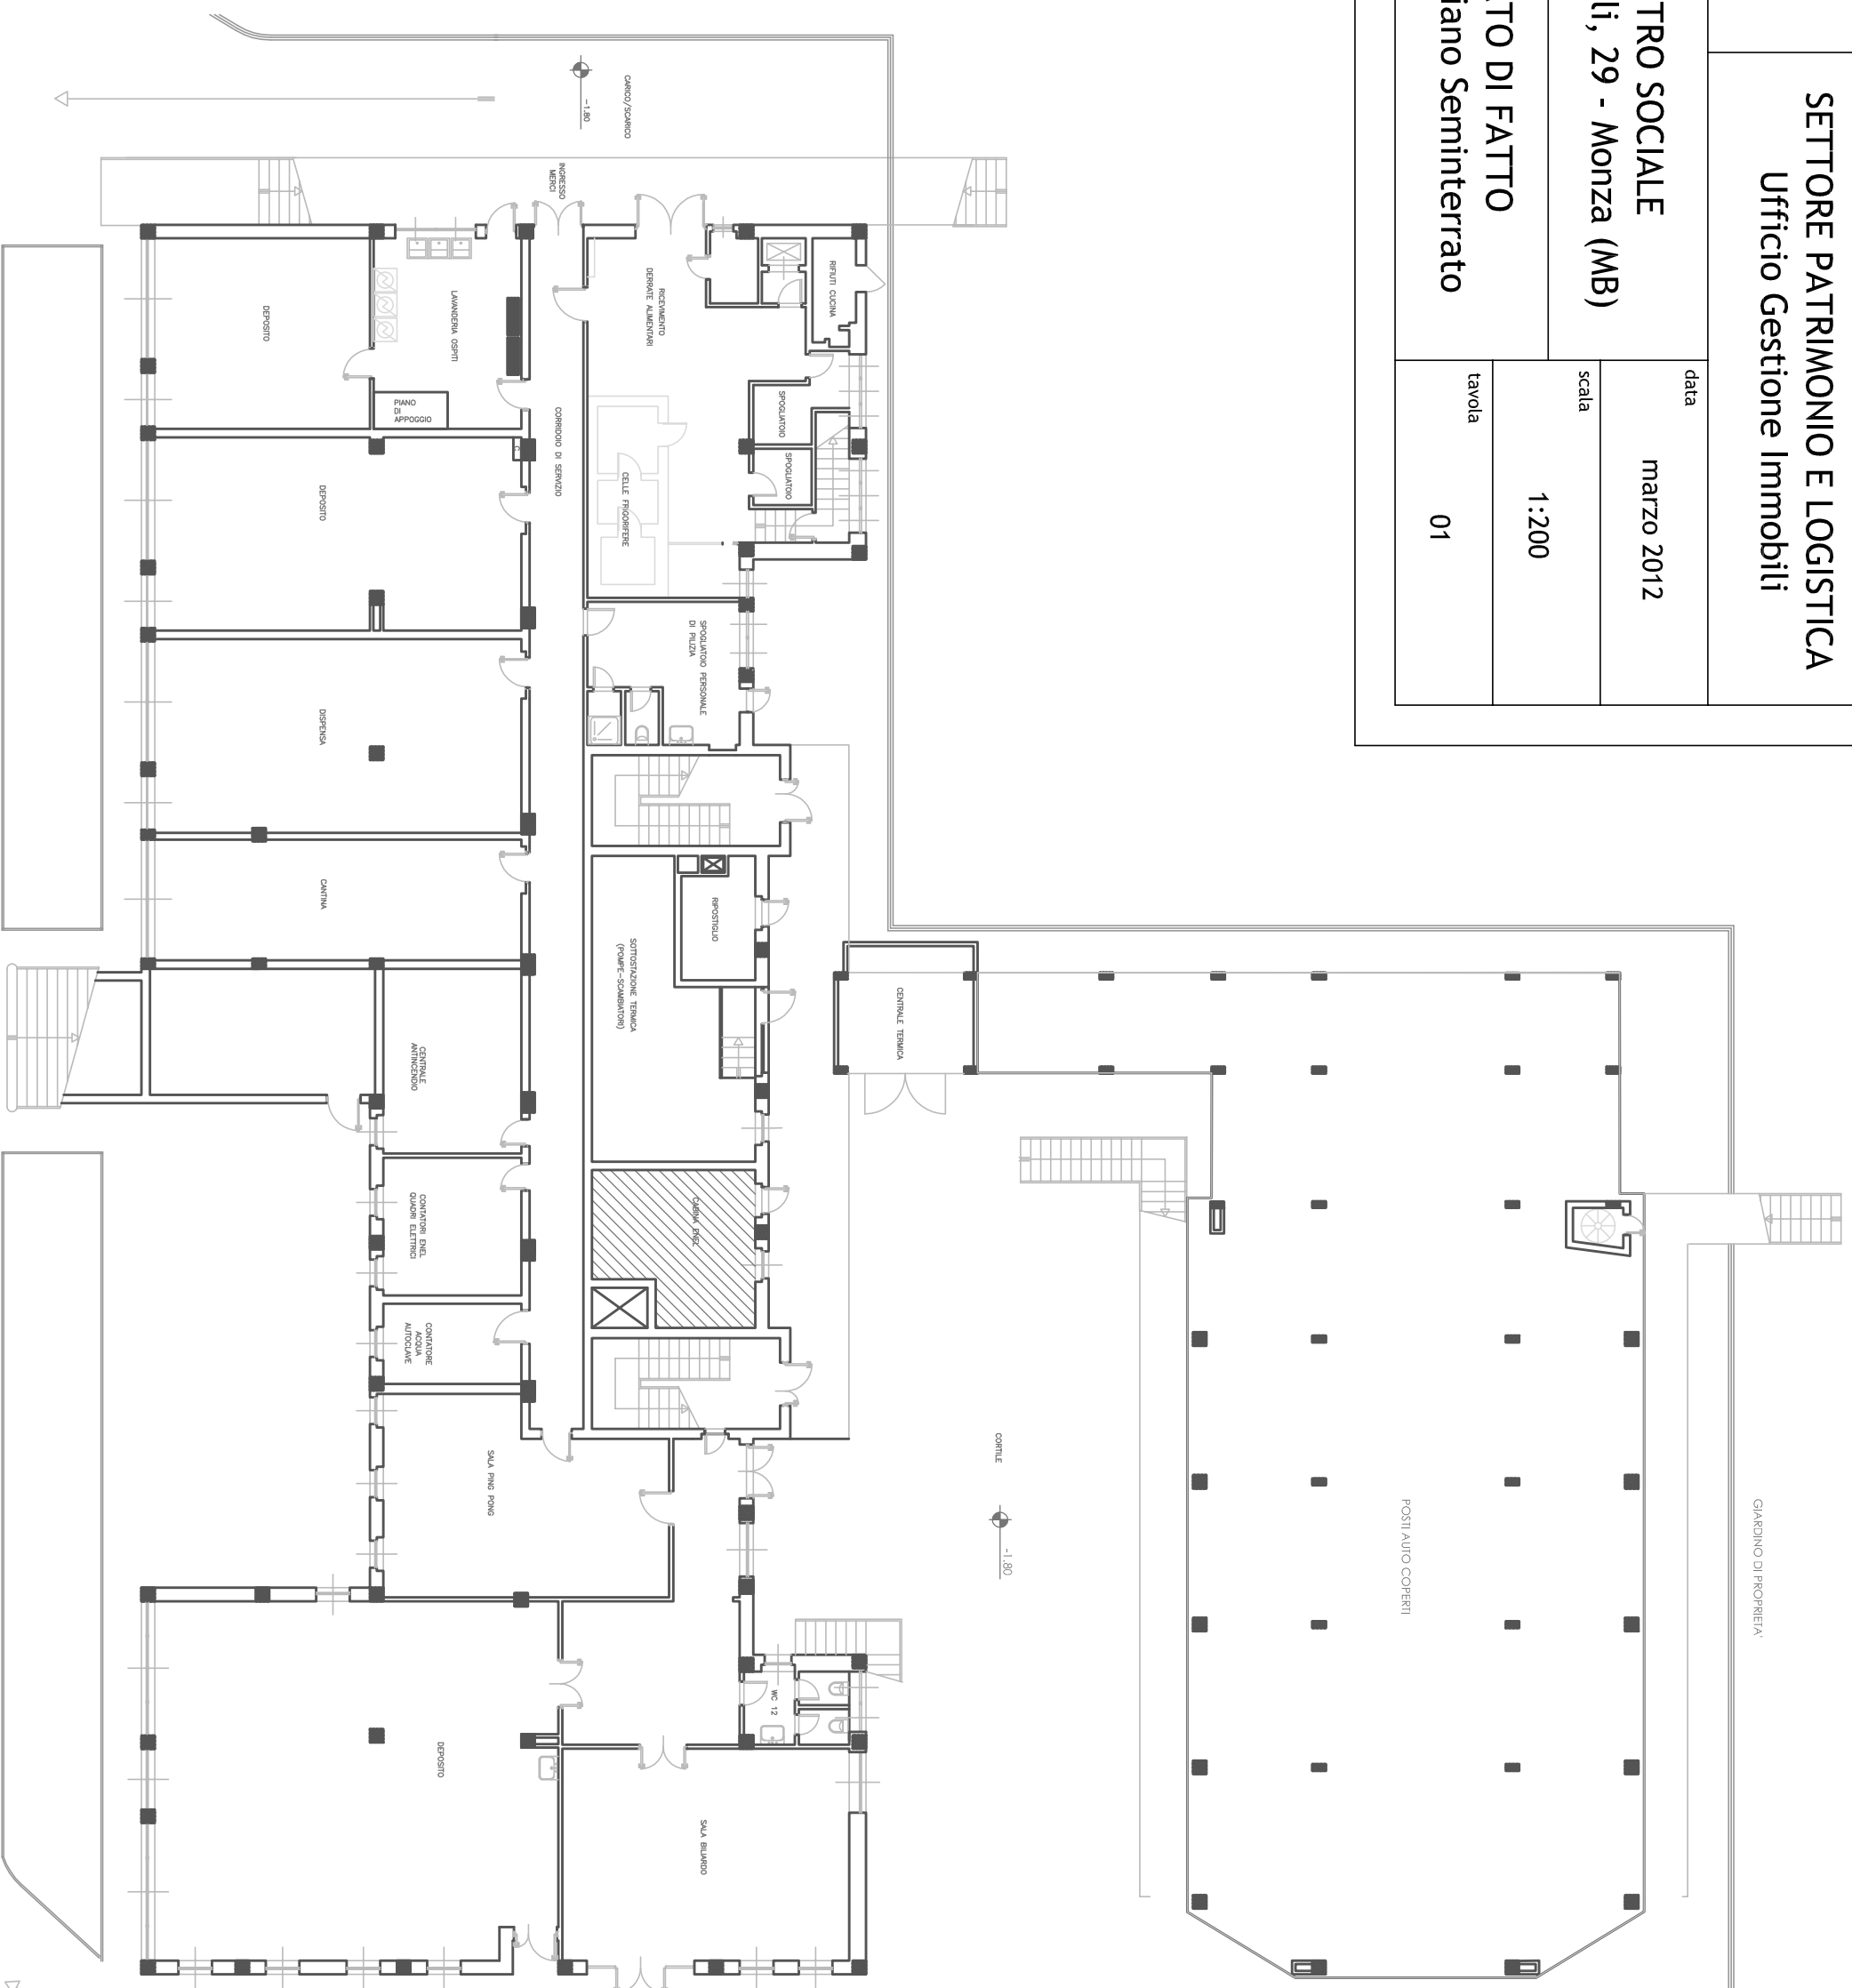 SETTORE PATRIMONIO E LOGISTICA
Ufficio Gestione Immobili
TRO SOCIALE
li, 29 - Monza (MB)
TO DI FATTO
iano Seminterrato
data
marzo 2012
scala
1:200
tavola
01
CARICO/SCARICO
-1.80
INGRESSO
MERCI
RIFIUTI CUCINA
RICEVIMENTO
DERRATE ALIMENTARI
LAVANDERIA OSPITI
DEPOSITO
PIANO
DI
APPOGGIO
SPOGLIATOIO
SPOGLIATOIO
CORRIDOIO DI SERVIZIO
CELLE FRIGORIFERE
DEPOSITO
C
SPOGLIATOIO PERSONALE
DI PILIZIA
DISPENSA
CANTINA
RIPOSTIGLIO
SOTTOSTAZIONE TERMICA
(POMPE-SCAMBIATORI)
CENTRALE TERMICA
CENTRALE
ANTINCENDIO
CONTATORI ENEL
QUADRI ELETTRICI
CABINA ENEL
CONTATORE
ACQUA
AUTOCLAVE
SALA PING PONG
CORTILE
-1.80
POSTI AUTO COPERTI
GIARDINO DI PROPRIETA'
WC 12
DEPOSITO
SALA BILIARDO